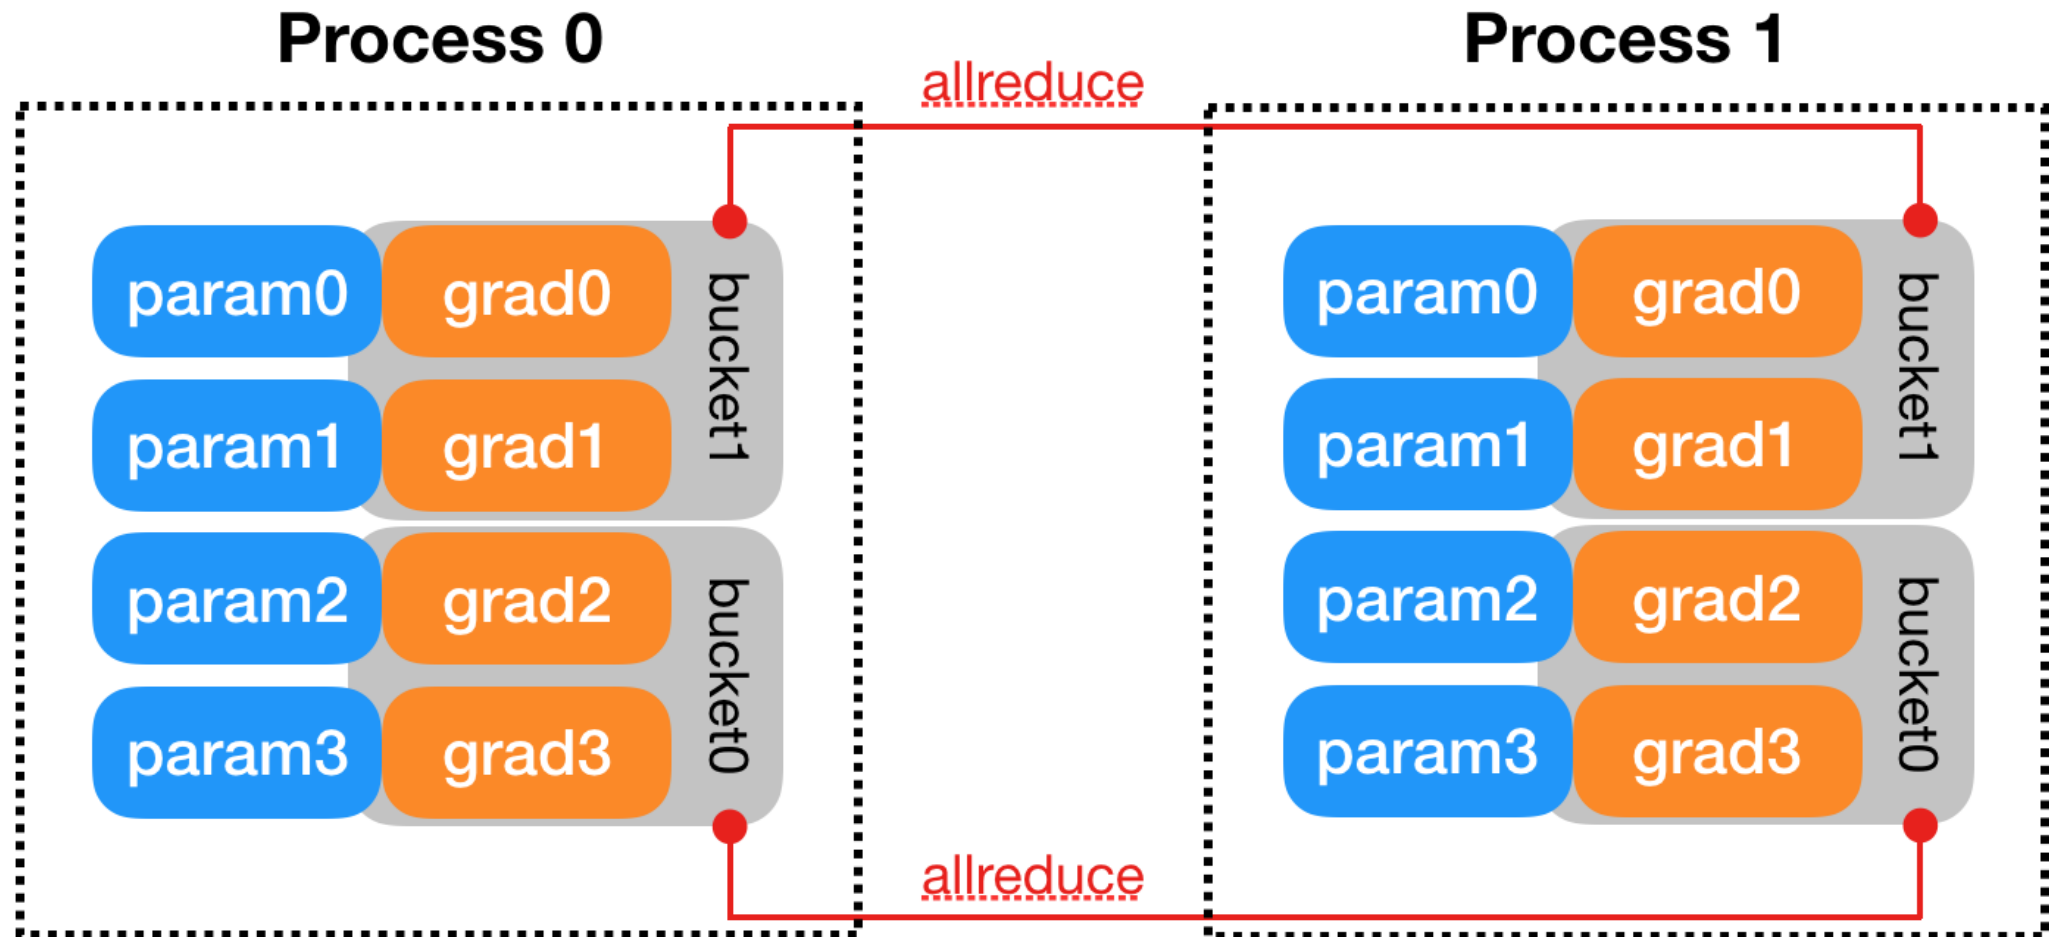 Process 0
Process 1
allreduce
param0 grad0
param1 grad1
bucket1
param2 grad2
param3 grad3
bucket0
param0 grad0
param1 grad1
bucket1
param2 grad2
param3 grad3
bucket0
allreduce